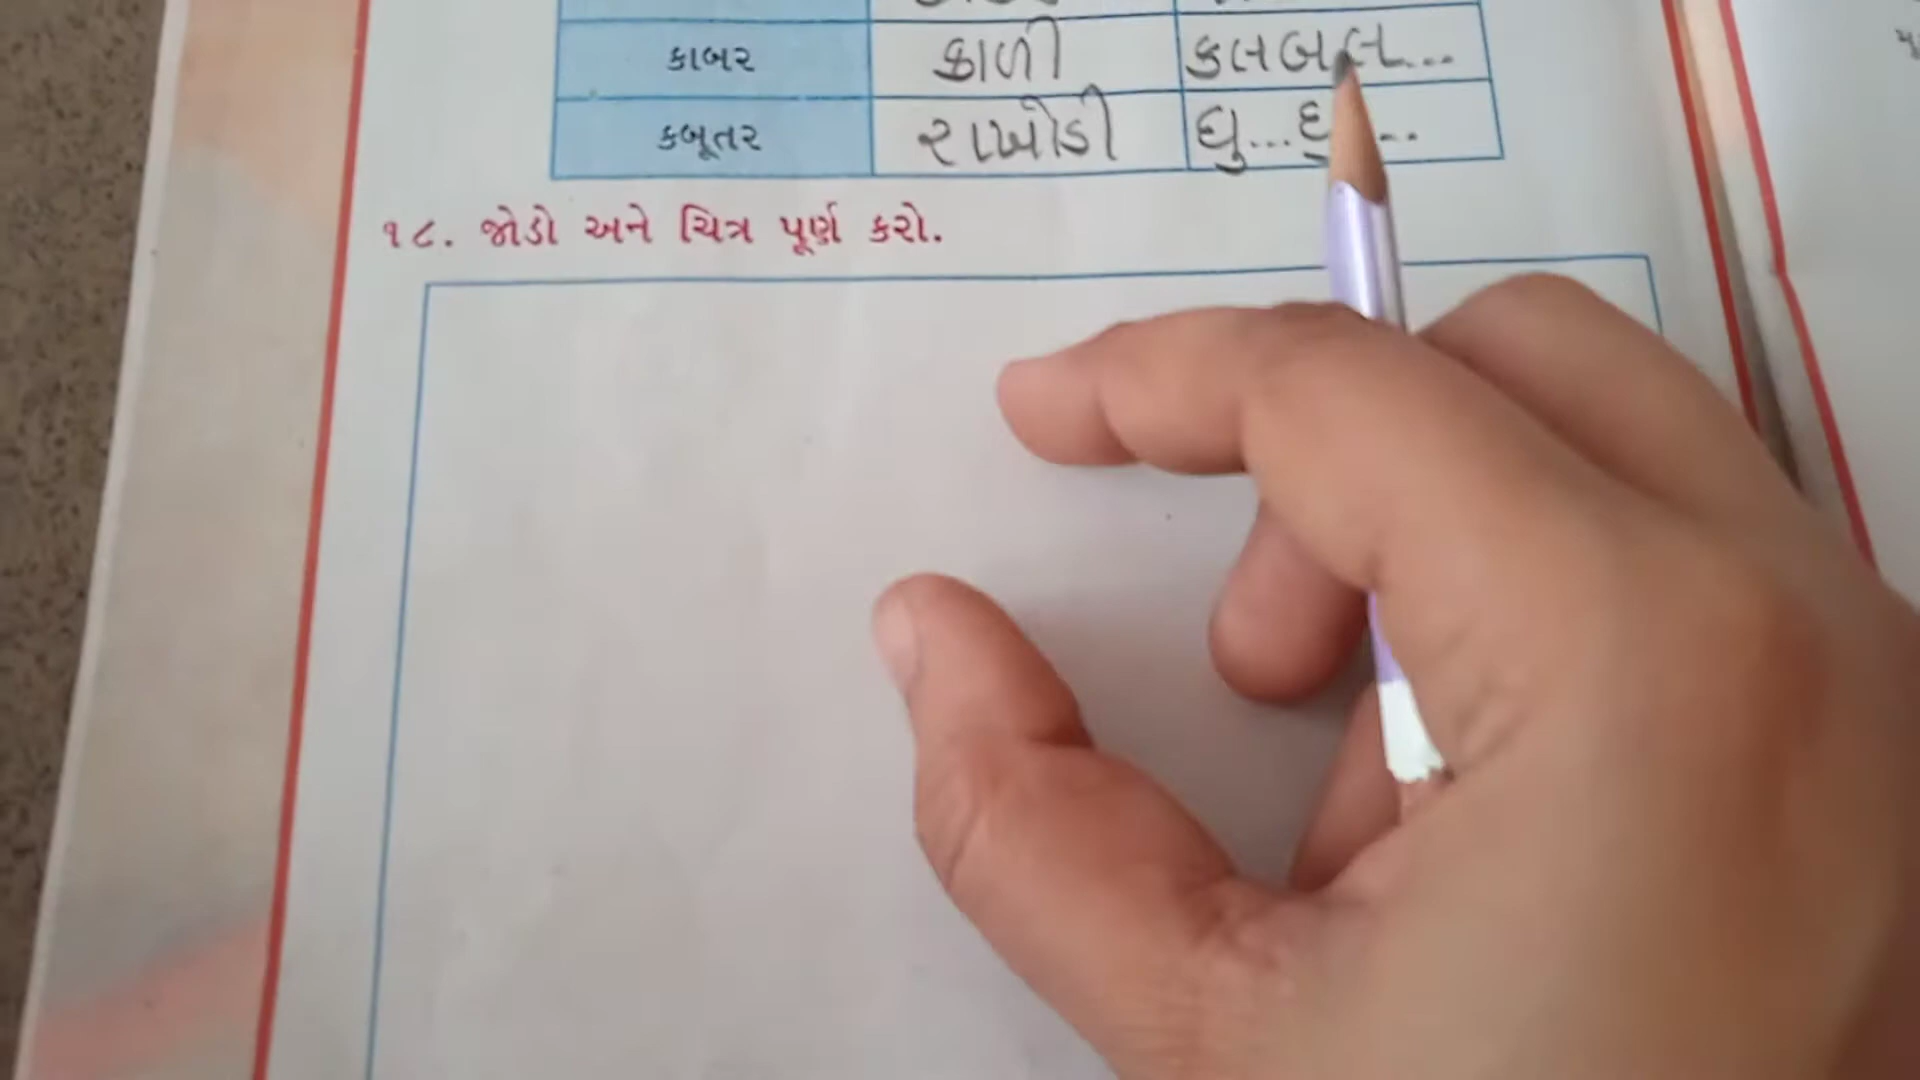 કાબર કાળી કલબલ...
કબૂતર રાખોડી ઘુ...ઘુ...
૧૮. જોડો અને ચિત્ર પૂર્ણ કરો.